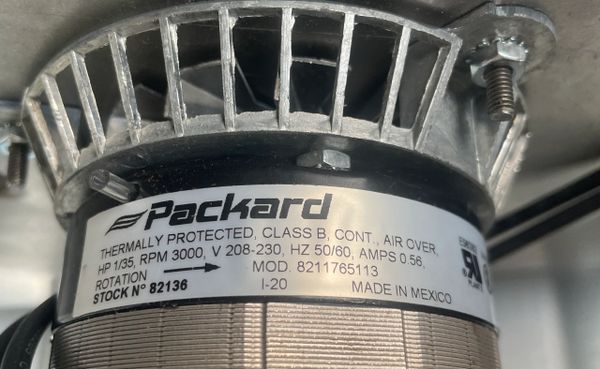 Packard
THERMALLY PROTECTED, CLASS B, CONT., AIR OVER,
HP 1/35, RPM 3000, V 208-230, HZ 50/60, AMPS 0.56,
ROTATION MOD. 8211765113
STOCK Nº 82136 I-20 MADE IN MEXICO